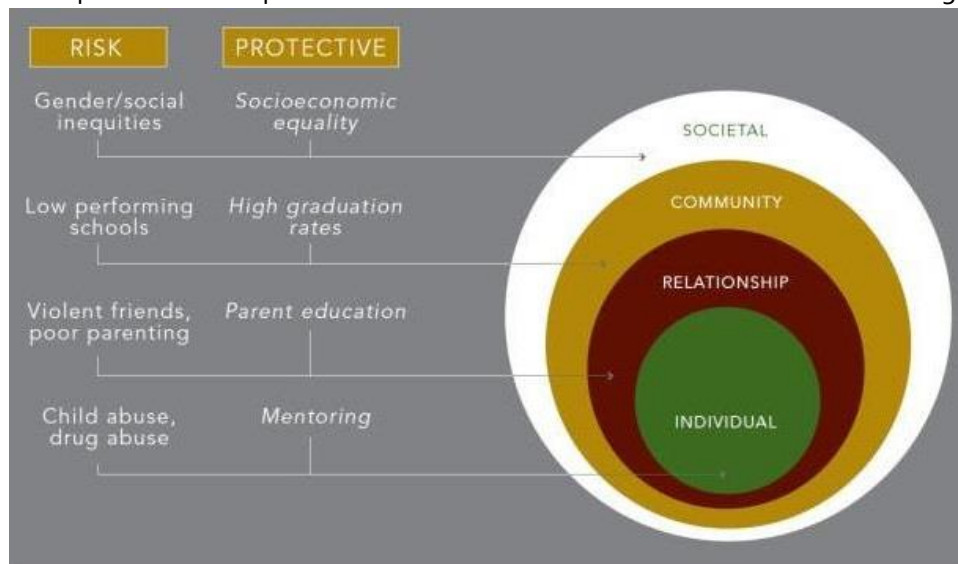 RISK
PROTECTIVE
Gender/social
inequities
Socioeconomic
equality
SOCIETAL
Low performing
schools
High graduation
rates
COMMUNITY
Violent friends,
poor parenting
Parent education
RELATIONSHIP
Child abuse,
drug abuse
Mentoring
INDIVIDUAL